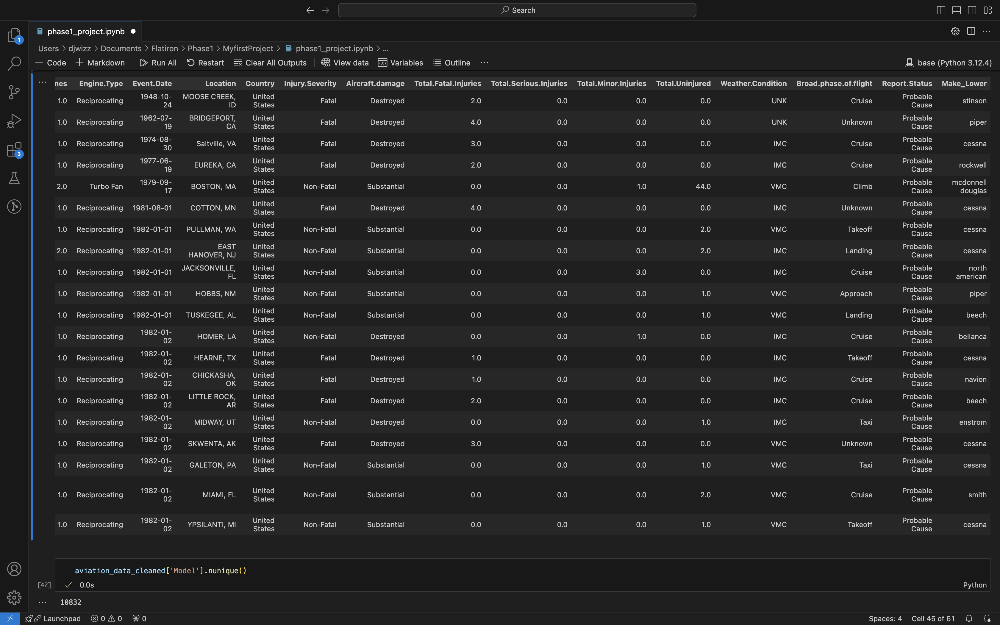 Search
phase1_project.ipynb
Users > djwizz > Documents > Flatiron > Phase1 > MyfirstProject > phase1_project.ipynb > ...
+ Code + Markdown | Run All Restart Clear All Outputs | View data Variables Outline ...
base (Python 3.12.4)
nes Engine.Type Event.Date Location Country Injury.Severity Aircraft.damage Total.Fatal.Injuries Total.Serious.Injuries Total.Minor.Injuries Total.Uninjured Weather.Condition Broad.phase.of.flight Report.Status Make_Lower
1.0 Reciprocating 1948-10-24 MOOSE CREEK, ID United States Fatal Destroyed 2.0 0.0 0.0 0.0 UNK Cruise Probable Cause stinson
1.0 Reciprocating 1962-07-19 BRIDGEPORT, CA United States Fatal Destroyed 4.0 0.0 0.0 0.0 UNK Unknown Probable Cause piper
1.0 Reciprocating 1974-08-30 Saltville, VA United States Fatal Destroyed 3.0 0.0 0.0 0.0 IMC Cruise Probable Cause cessna
1.0 Reciprocating 1977-06-19 EUREKA, CA United States Fatal Destroyed 2.0 0.0 0.0 0.0 IMC Cruise Probable Cause rockwell
2.0 Turbo Fan 1979-09-17 BOSTON, MA United States Non-Fatal Substantial 0.0 0.0 1.0 44.0 VMC Climb Probable Cause mcdonnell douglas
1.0 Reciprocating 1981-08-01 COTTON, MN United States Fatal Destroyed 4.0 0.0 0.0 0.0 IMC Unknown Probable Cause cessna
1.0 Reciprocating 1982-01-01 PULLMAN, WA United States Non-Fatal Substantial 0.0 0.0 0.0 2.0 VMC Takeoff Probable Cause cessna
2.0 Reciprocating 1982-01-01 EAST HANOVER, NJ United States Non-Fatal Substantial 0.0 0.0 0.0 2.0 IMC Landing Probable Cause cessna
1.0 Reciprocating 1982-01-01 JACKSONVILLE, FL United States Non-Fatal Substantial 0.0 0.0 3.0 0.0 IMC Cruise Probable Cause north american
1.0 Reciprocating 1982-01-01 HOBBS, NM United States Non-Fatal Substantial 0.0 0.0 0.0 1.0 VMC Approach Probable Cause piper
1.0 Reciprocating 1982-01-01 TUSKEGEE, AL United States Non-Fatal Substantial 0.0 0.0 0.0 1.0 VMC Landing Probable Cause beech
1.0 Reciprocating 1982-01-02 HOMER, LA United States Non-Fatal Destroyed 0.0 0.0 1.0 0.0 IMC Cruise Probable Cause bellanca
1.0 Reciprocating 1982-01-02 HEARNE, TX United States Fatal Destroyed 1.0 0.0 0.0 0.0 IMC Takeoff Probable Cause cessna
1.0 Reciprocating 1982-01-02 CHICKASHA, OK United States Fatal Destroyed 1.0 0.0 0.0 0.0 IMC Cruise Probable Cause navion
1.0 Reciprocating 1982-01-02 LITTLE ROCK, AR United States Fatal Destroyed 2.0 0.0 0.0 0.0 IMC Cruise Probable Cause beech
1.0 Reciprocating 1982-01-02 MIDWAY, UT United States Non-Fatal Destroyed 0.0 0.0 0.0 1.0 IMC Taxi Probable Cause enstrom
1.0 Reciprocating 1982-01-02 SKWENTA, AK United States Fatal Destroyed 3.0 0.0 0.0 0.0 VMC Unknown Probable Cause cessna
1.0 Reciprocating 1982-01-02 GALETON, PA United States Non-Fatal Substantial 0.0 0.0 0.0 1.0 VMC Taxi Probable Cause cessna
1.0 Reciprocating 1982-01-02 MIAMI, FL United States Non-Fatal Substantial 0.0 0.0 0.0 2.0 VMC Cruise Probable Cause smith
1.0 Reciprocating 1982-01-02 YPSILANTI, MI United States Non-Fatal Substantial 0.0 0.0 0.0 1.0 VMC Takeoff Probable Cause cessna
aviation_data_cleaned['Model'].nunique()
[42] 0.0s Python
10832
1
3
Launchpad 0 0 0 Spaces: 4 Cell 45 of 61